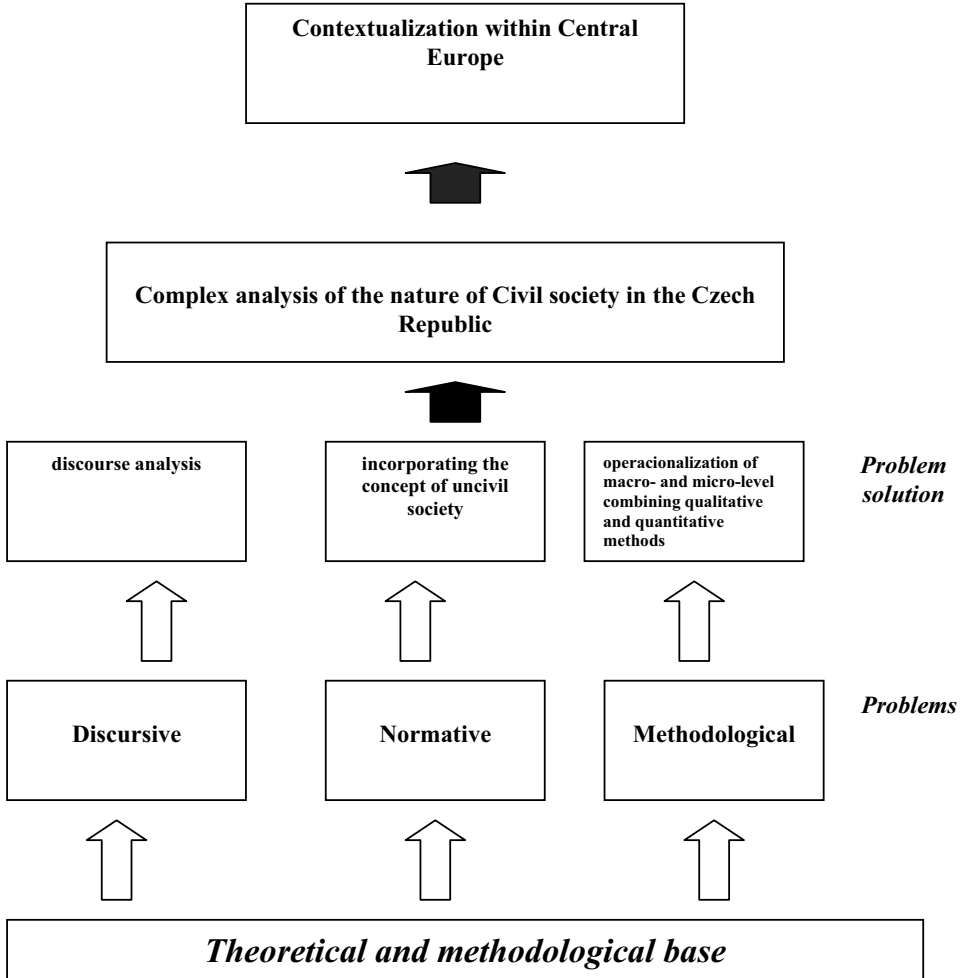 Contextualization within Central
Europe
Complex analysis of the nature of Civil society in the Czech
Republic
discourse analysis
incorporating the
concept of uncivil
society
operacionalization of
macro- and micro-level
combining qualitative
and quantitative
methods
Problem
solution
Discursive
Normative
Methodological
Problems
Theoretical and methodological base